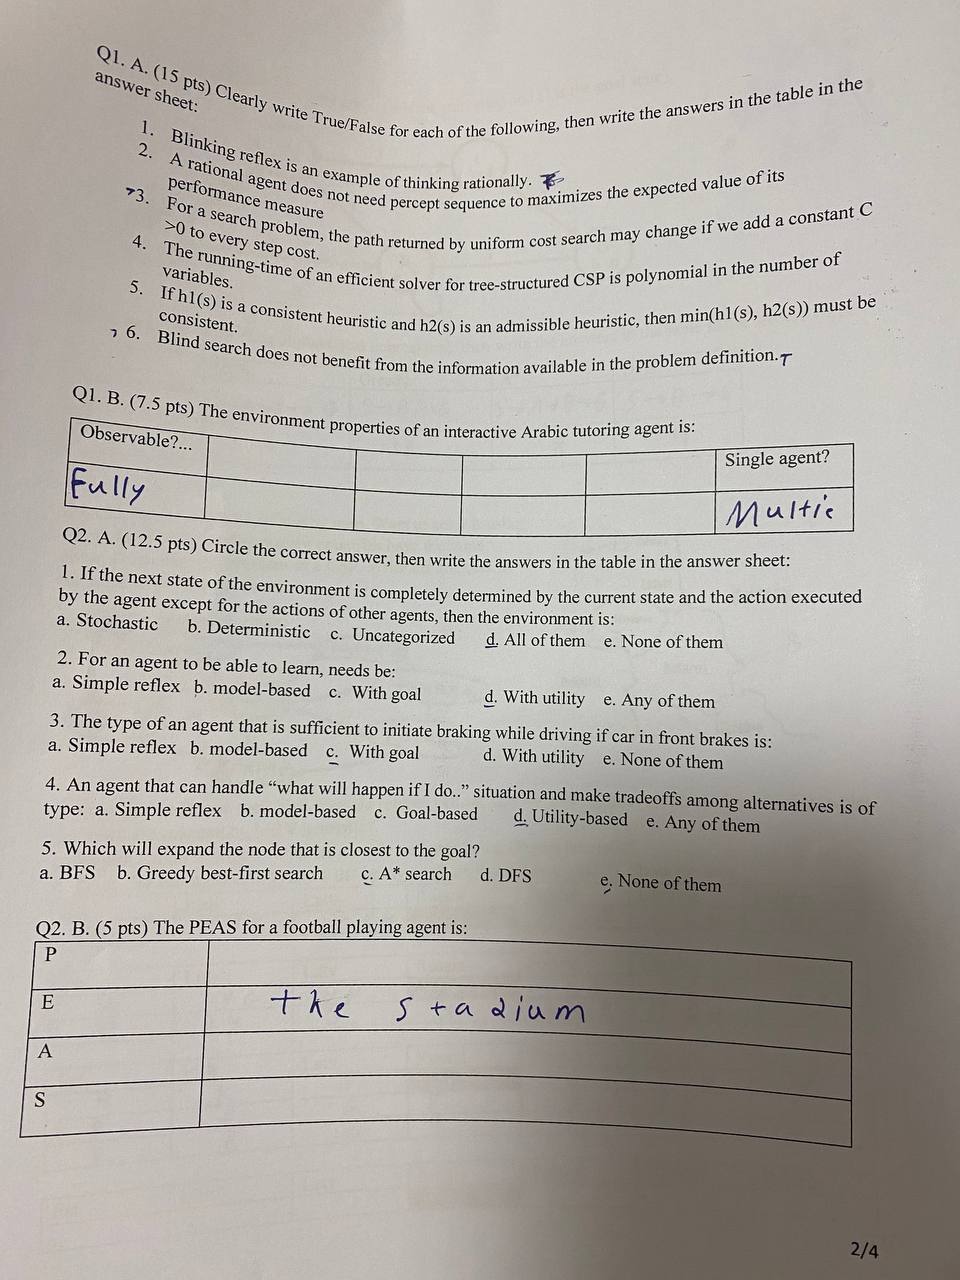 Q1. A. (15 pts) Clearly write True/False for each of the following, then write the answers in the table in the
answer sheet:
1. Blinking reflex is an example of thinking rationally.
2. A rational agent does not need percept sequence to maximizes the expected value of its
performance measure
3. For a search problem, the path returned by uniform cost search may change if we add a constant C
>0 to every step cost.
4. The running-time of an efficient solver for tree-structured CSP is polynomial in the number of
variables.
5. If h1(s) is a consistent heuristic and h2(s) is an admissible heuristic, then min(h1(s), h2(s)) must be
consistent.
6. Blind search does not benefit from the information available in the problem definition. T
Q1. B. (7.5 pts) The environment properties of an interactive Arabic tutoring agent is:
Observable?... Single agent?
Fully Multie
Q2. A. (12.5 pts) Circle the correct answer, then write the answers in the table in the answer sheet:
1. If the next state of the environment is completely determined by the current state and the action executed
by the agent except for the actions of other agents, then the environment is:
a. Stochastic b. Deterministic c. Uncategorized d. All of them e. None of them
2. For an agent to be able to learn, needs be:
a. Simple reflex b. model-based c. With goal d. With utility e. Any of them
3. The type of an agent that is sufficient to initiate braking while driving if car in front brakes is:
a. Simple reflex b. model-based c. With goal d. With utility e. None of them
4. An agent that can handle “what will happen if I do..” situation and make tradeoffs among alternatives is of
type: a. Simple reflex b. model-based c. Goal-based d. Utility-based e. Any of them
5. Which will expand the node that is closest to the goal?
a. BFS b. Greedy best-first search c. A* search d. DFS e. None of them
Q2. B. (5 pts) The PEAS for a football playing agent is:
P
E the stadium
A
S
2/4